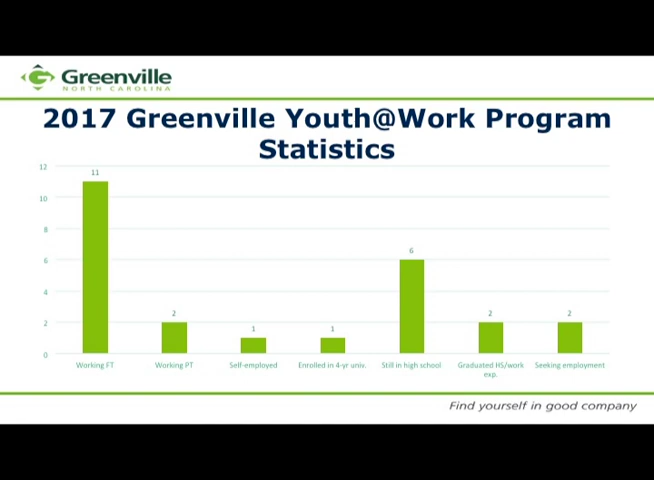 Greenville
NORTH CAROLINA
2017 Greenville Youth@Work Program
Statistics
12
10
8
6
4
2
0
11
2
1
1
6
2
2
Working FT
Working PT
Self-employed
Enrolled in 4-yr univ.
Still in high school
Graduated HS/work
exp.
Seeking employment
Find yourself in good company